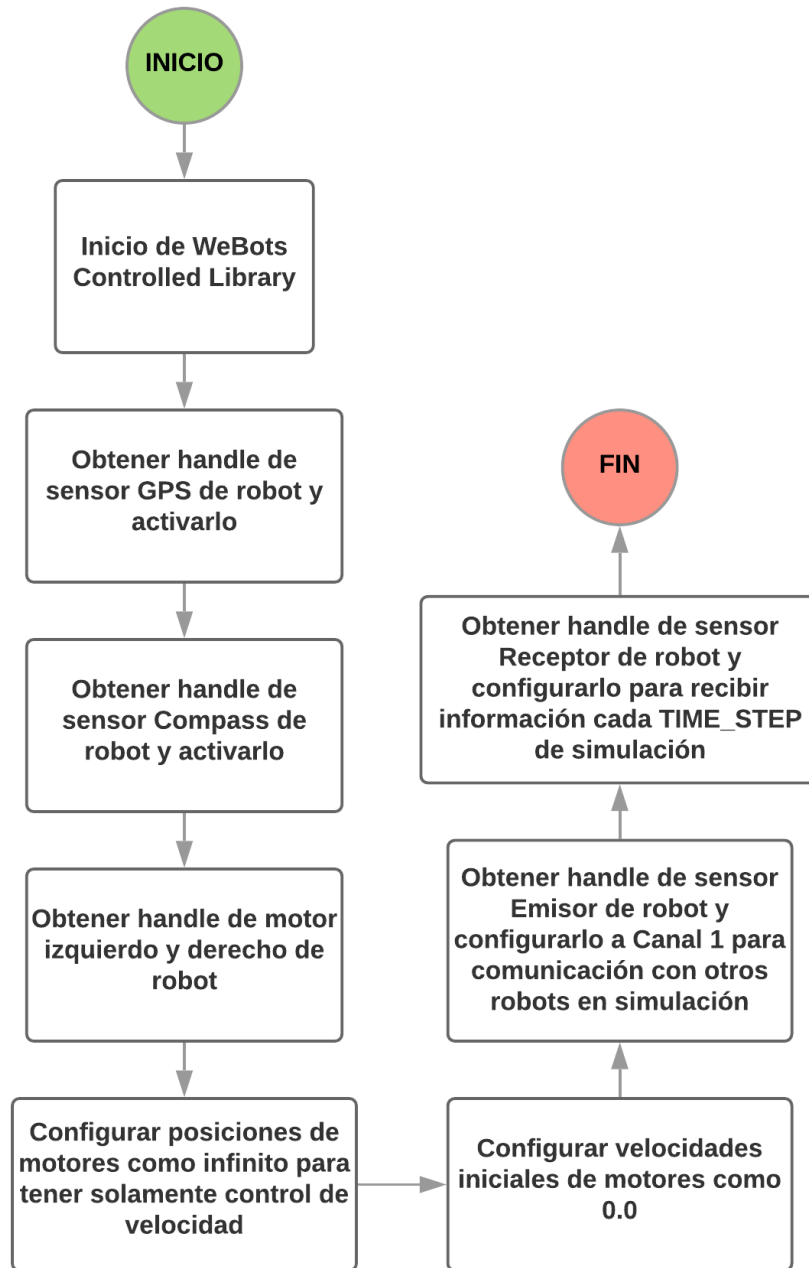 INICIO
Inicio de WeBots
Controlled Library
Obtener handle de
sensor GPS de robot y
activarlo
Obtener handle de
sensor Compass de
robot y activarlo
Obtener handle de motor
izquierdo y derecho de
robot
Configurar posiciones de
motores como infinito para
tener solamente control de
velocidad
Configurar velocidades
iniciales de motores como
0.0
Obtener handle de sensor
Emisor de robot y
configurarlo a Canal 1 para
comunicación con otros
robots en simulación
Obtener handle de sensor
Receptor de robot y
configurarlo para recibir
información cada TIME_STEP
de simulación
FIN